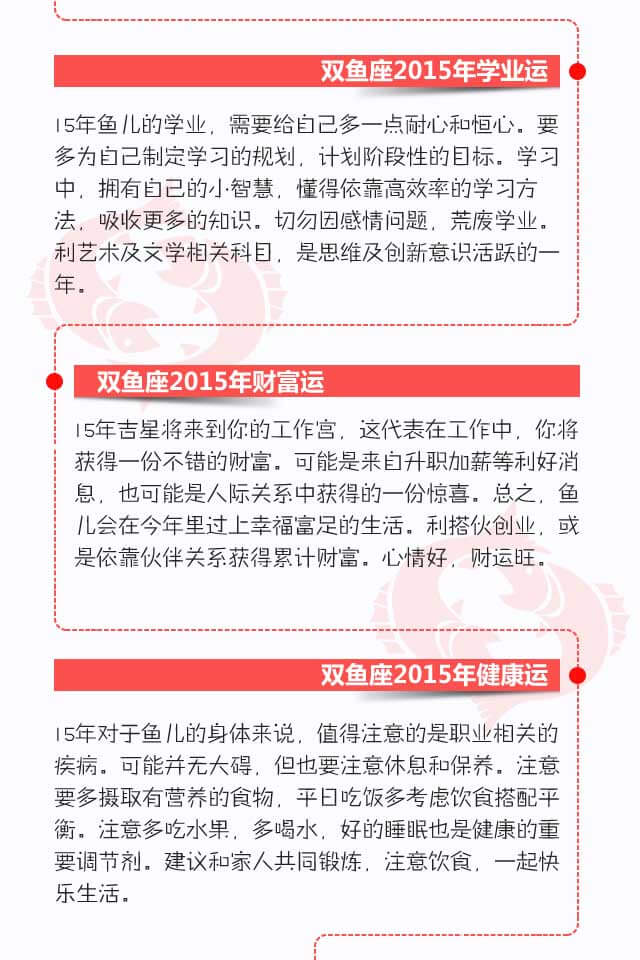 双鱼座2015年学业运
15年鱼儿的学业，需要给自己多一点耐心和恒心。要
多为自己制定学习的规划，计划阶段性的目标。学习
中，拥有自己的小智慧，懂得依靠高效率的学习方
法，吸收更多的知识。切勿因感情问题，荒废学业。
利艺术及文学相关科目，是思维及创新意识活跃的一
年。
双鱼座2015年财富运
15年吉星将来到你的工作宫，这代表在工作中，你将
获得一份不错的财富。可能是来自升职加薪等利好消
息，也可能是人际关系中获得的一份惊喜。总之，鱼
儿会在今年里过上幸福富足的生活。利搭伙创业，或
是依靠伙伴关系获得累计财富。心情好，财运旺。
双鱼座2015年健康运
15年对于鱼儿的身体来说，值得注意的是职业相关的
疾病。可能并无大碍，但也要注意休息和保养。注意
要多摄取有营养的食物，平日吃饭多考虑饮食搭配平
衡。注意多吃水果，多喝水，好的睡眠也是健康的重
要调节剂。建议和家人共同锻炼，注意饮食，一起快
乐生活。